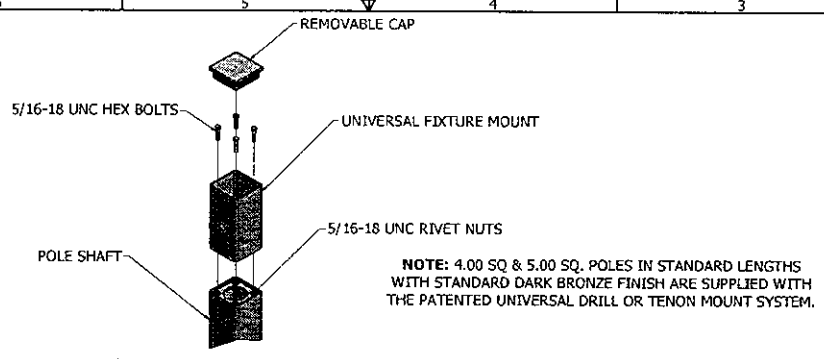 5 4 3
REMOVABLE CAP
5/16-18 UNC HEX BOLTS
UNIVERSAL FIXTURE MOUNT
5/16-18 UNC RIVET NUTS
POLE SHAFT
NOTE: 4.00 SQ & 5.00 SQ. POLES IN STANDARD LENGTHS
WITH STANDARD DARK BRONZE FINISH ARE SUPPLIED WITH
THE PATENTED UNIVERSAL DRILL OR TENON MOUNT SYSTEM.